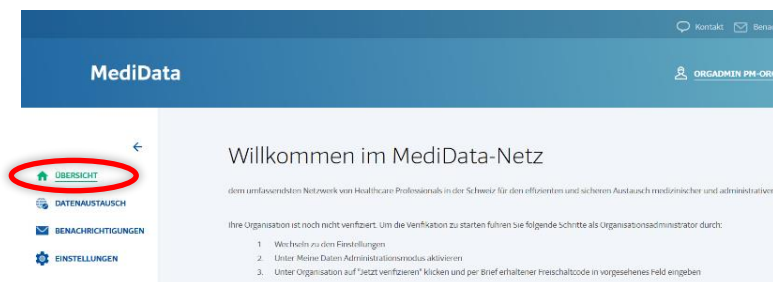 Kontakt Bena
MediData
ORGADMIN PM-OR
Willkommen im MediData-Netz
ÜBERSICHT
dem umfassendsten Netzwerk von Healthcare Professionals in der Schweiz für den effizienten und sicheren Austausch medizinischer und administrativer
DATENAUSTAUSCH
Ihre Organisation ist noch nicht verifiziert. Um die Verifikation zu starten führen Sie folgende Schritte als Organisationsadministrator durch:
BENACHRICHTIGUNGEN
1. Wechseln zu den Einstellungen
EINSTELLUNGEN
2. Unter Meine Daten Administrationsmodus aktivieren
3. Unter Organisation auf "Jetzt verifizieren" klicken und per Brief erhaltener Freischaltcode in vorgesehenes Feld eingeben